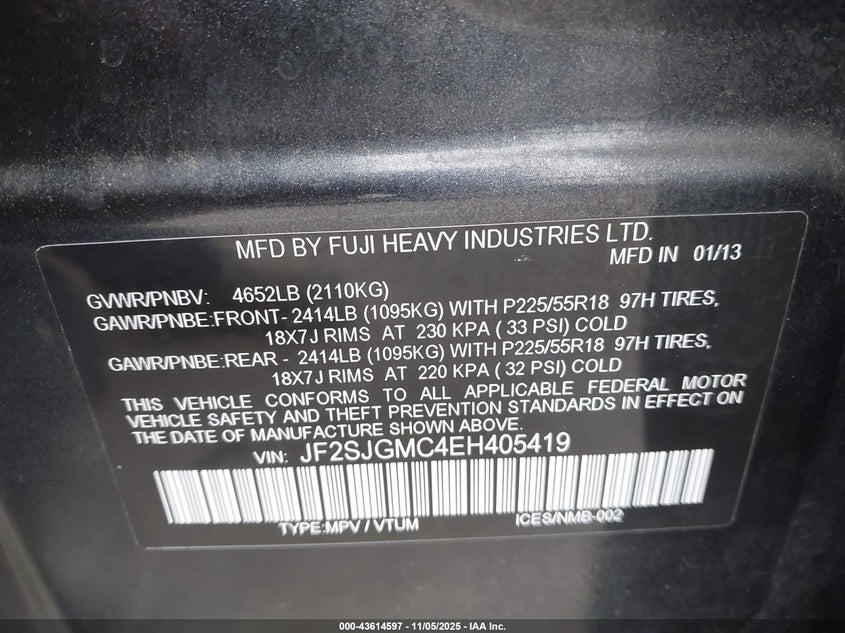 MFD BY FUJI HEAVY INDUSTRIES LTD.
MFD IN 01/13
GVWR/PNBV: 4652LB (2110KG)
GAWR/PNBE:FRONT- 2414LB (1095KG) WITH P225/55R18 97H TIRES,
18X7J RIMS AT 230 KPA ( 33 PSI) COLD
GAWR/PNBE:REAR - 2414LB (1095KG) WITH P225/55R18 97H TIRES,
18X7J RIMS AT 220 KPA ( 32 PSI) COLD
THIS VEHICLE CONFORMS TO ALL APPLICABLE FEDERAL MOTOR
VEHICLE SAFETY AND THEFT PREVENTION STANDARDS IN EFFECT ON
THE DATE OF MANUFACTURE SHOWN ABOVE.
VIN: JF2SJGMC4EH405419
TYPE:MPV / VTUM ICES/NMB-002
000-43614597 - 11/05/2025 - IAA Inc.